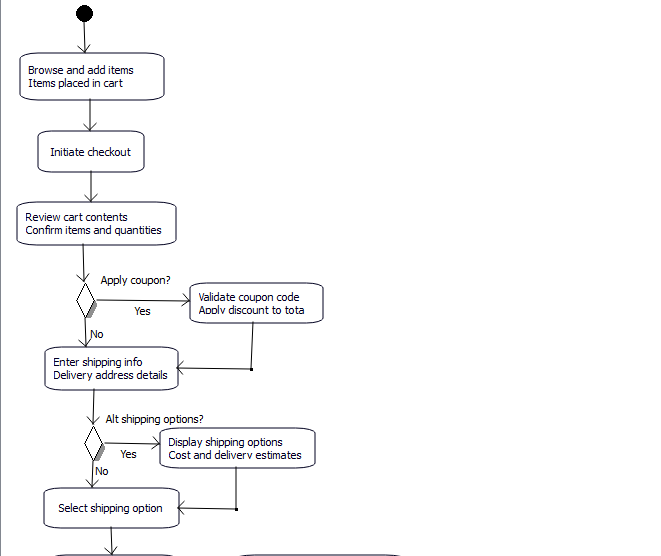 Browse and add items
Items placed in cart
Initiate checkout
Review cart contents
Confirm items and quantities
Apply coupon?
Validate coupon code
Apply discount to tota
Yes
No
Enter shipping info
Delivery address details
Alt shipping options?
Display shipping options
Cost and delivery estimates
Yes
No
Select shipping option